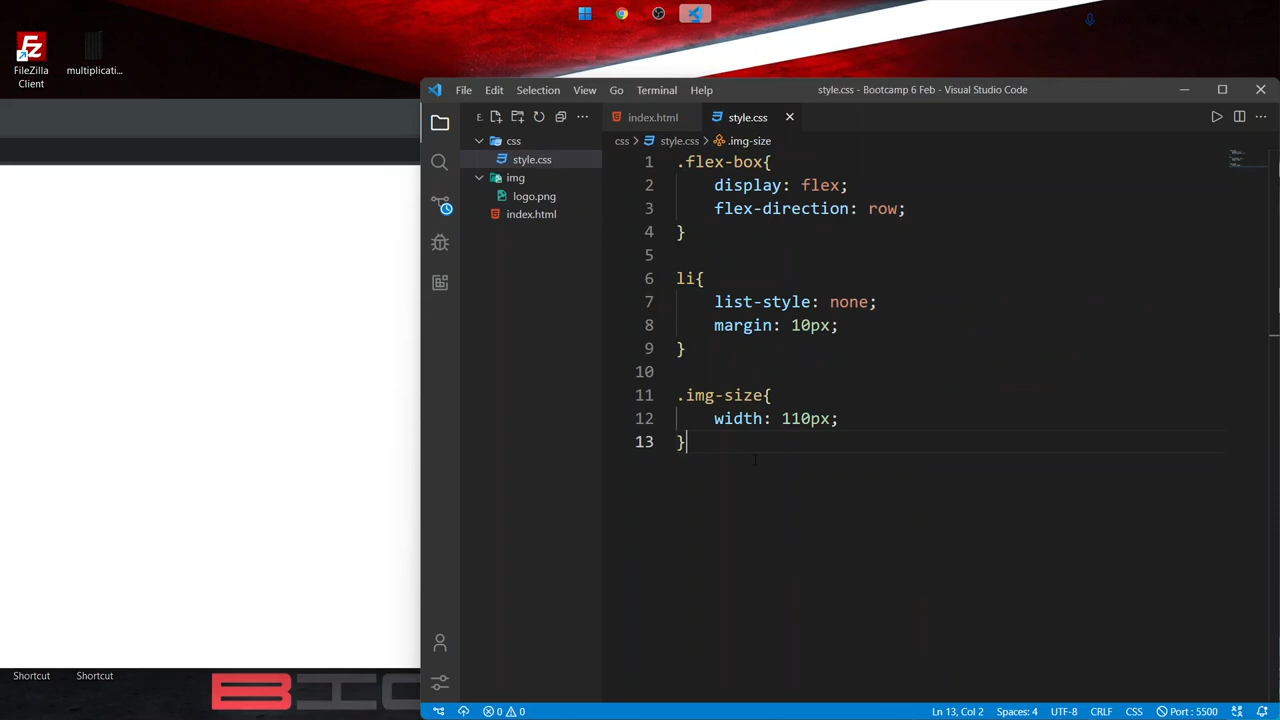 FileZilla
Client
multiplicati...
File Edit Selection View Go Terminal Help
style.css - Bootcamp 6 Feb - Visual Studio Code
E.
css
style.css
img
logo.png
index.html
index.html
style.css
css > style.css > .img-size
1 .flex-box{
2 display: flex;
3 flex-direction: row;
4 }
5
6 li{
7 list-style: none;
8 margin: 10px;
9 }
10
11 .img-size{
12 width: 110px;
13 }
Shortcut
Shortcut
0 0
Ln 13, Col 2 Spaces: 4 UTF-8 CRLF CSS Port : 5500